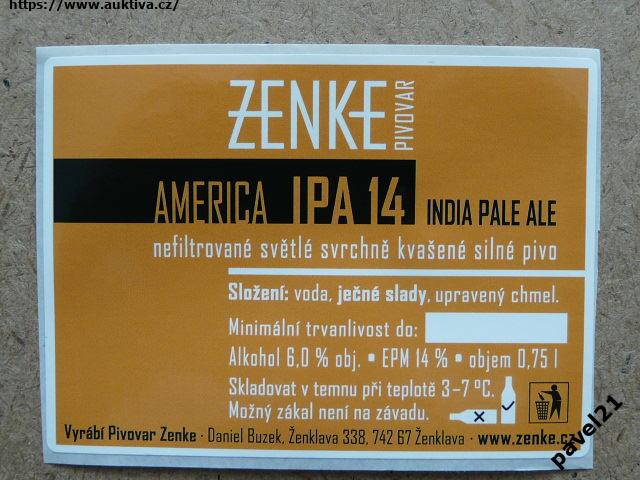 https://www.auktiva.cz/
ZENKE
PIVOVAR
AMERICA IPA 14 INDIA PALE ALE
nefiltrované světlé svrchně kvašené silné pivo
Složení: voda, ječné slady, upravený chmel.
Minimální trvanlivost do:
Alkohol 6,0 % obj. • EPM 14 % • objem 0,75 l
Skladovat v temnu při teplotě 3–7 ºC.
Možný zákal není na závadu.
Vyrábí Pivovar Zenke · Daniel Buzek, Ženklava 338, 742 67 Ženklava · www.zenke.cz
pavel21